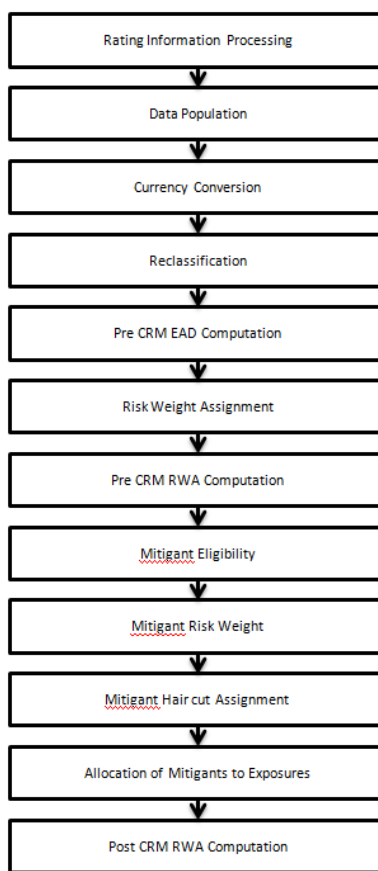 Rating Information Processing
Data Population
Currency Conversion
Reclassification
Pre CRM EAD Computation
Risk Weight Assignment
Pre CRM RWA Computation
Mitigant Eligibility
Mitigant Risk Weight
Mitigant Hair cut Assignment
Allocation of Mitigants to Exposures
Post CRM RWA Computation